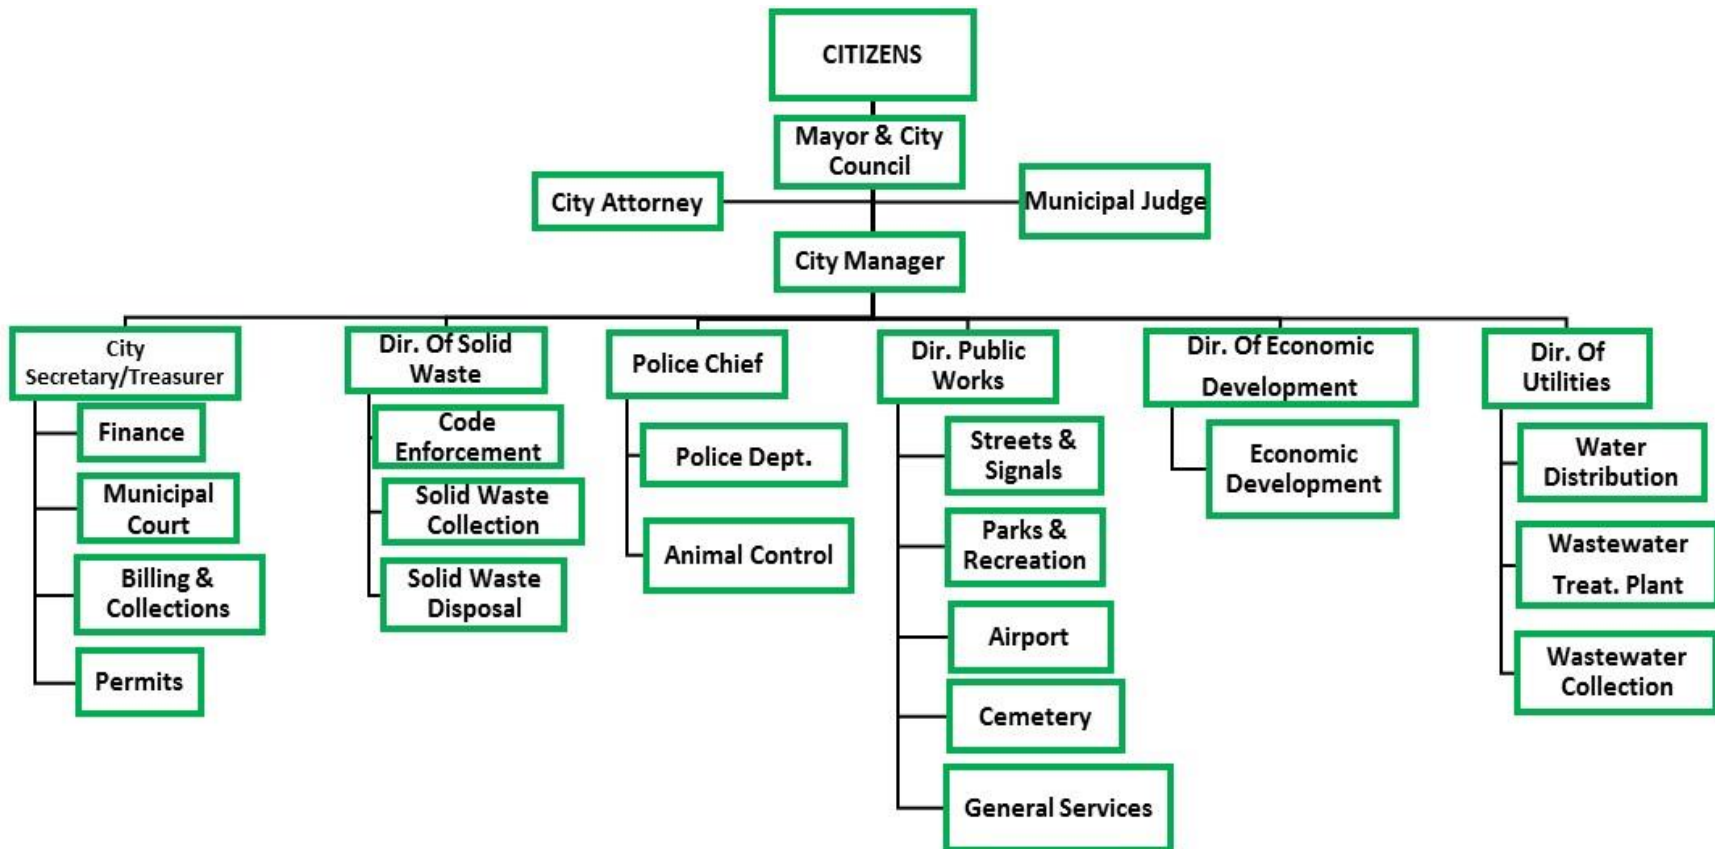 CITIZENS
Mayor & City
Council
City Attorney
Municipal Judge
City Manager
City
Secretary/Treasurer
Finance
Municipal
Court
Billing &
Collections
Permits
Dir. Of Solid
Waste
Code
Enforcement
Solid Waste
Collection
Solid Waste
Disposal
Police Chief
Police Dept.
Animal Control
Dir. Public
Works
Streets &
Signals
Parks &
Recreation
Airport
Cemetery
General Services
Dir. Of Economic
Development
Economic
Development
Dir. Of
Utilities
Water
Distribution
Wastewater
Treat. Plant
Wastewater
Collection